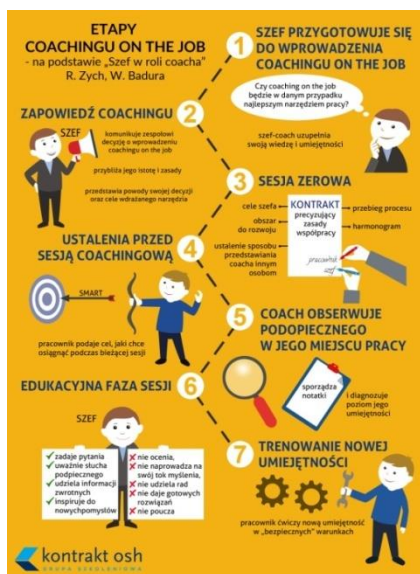 ETAPY
COACHINGU ON THE JOB
- na podstawie „Szef w roli coacha”
R. Zych, W. Badura
1
SZEF PRZYGOTOWUJE SIĘ
DO WPROWADZENIA
COACHINGU ON THE JOB
Czy coaching on the job
będzie w danym przypadku
najlepszym narzędziem pracy?
szef-coach uzupełnia
swoją wiedzę i umiejętności
ZAPOWIEDŹ COACHINGU
2
SZEF
komunikuje zespołowi
decyzję o wprowadzeniu
coachingu on the job
przybliża jego istotę i zasady
przedstawia powody swojej decyzji
oraz cele wdrażanego narzędzia
3
SESJA ZEROWA
cele szefa
obszar
do rozwoju
ustalenie sposobu
przedstawiania
coacha innym
osobom
KONTRAKT
precyzujący
zasady
współpracy
pracownik
szef
przebieg procesu
harmonogram
USTALENIA PRZED
SESJĄ COACHINGOWĄ
4
SMART
pracownik podaje cel, jaki chce
osiągnąć podczas bieżącej sesji
5
COACH OBSERWUJE
PODOPIECZNEGO
W JEGO MIEJSCU PRACY
sporządza
notatki
i diagnozuje
poziom jego
umiejętności
EDUKACYJNA FAZA SESJI
6
SZEF
✓ zadaje pytania
✓ uważnie słucha
podpiecznego
✓ udziela informacji
zwrotnych
✓ inspiruje do
nowychpomysłów
✗ nie ocenia,
✗ nie naprowadza na
swój tok myślenia,
✗ nie udziela rad
✗ nie daje gotowych
rozwiązań
✗ nie poucza
7
TRENOWANIE NOWEJ
UMIEJĘTNOŚCI
pracownik ćwiczy nową umiejętność
w „bezpiecznych” warunkach
kontrakt osh
GRUPA SZKOLENIOWA